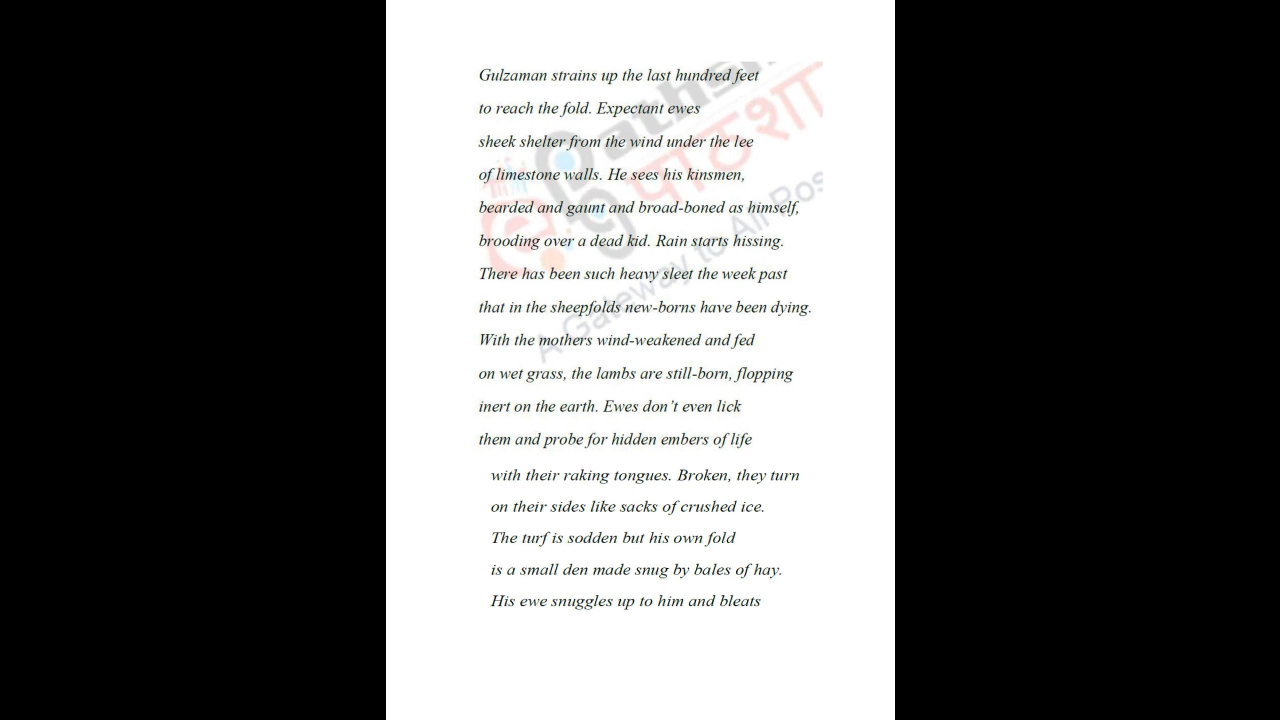 Gulzaman strains up the last hundred feet
to reach the fold. Expectant ewes
sheek shelter from the wind under the lee
of limestone walls. He sees his kinsmen,
bearded and gaunt and broad-boned as himself,
brooding over a dead kid. Rain starts hissing.
There has been such heavy sleet the week past
that in the sheepfolds new-borns have been dying.
With the mothers wind-weakened and fed
on wet grass, the lambs are still-born, flopping
inert on the earth. Ewes don’t even lick
them and probe for hidden embers of life
with their raking tongues. Broken, they turn
on their sides like sacks of crushed ice.
The turf is sodden but his own fold
is a small den made snug by bales of hay.
His ewe snuggles up to him and bleats
पाठशा
A Gateway to All Pos